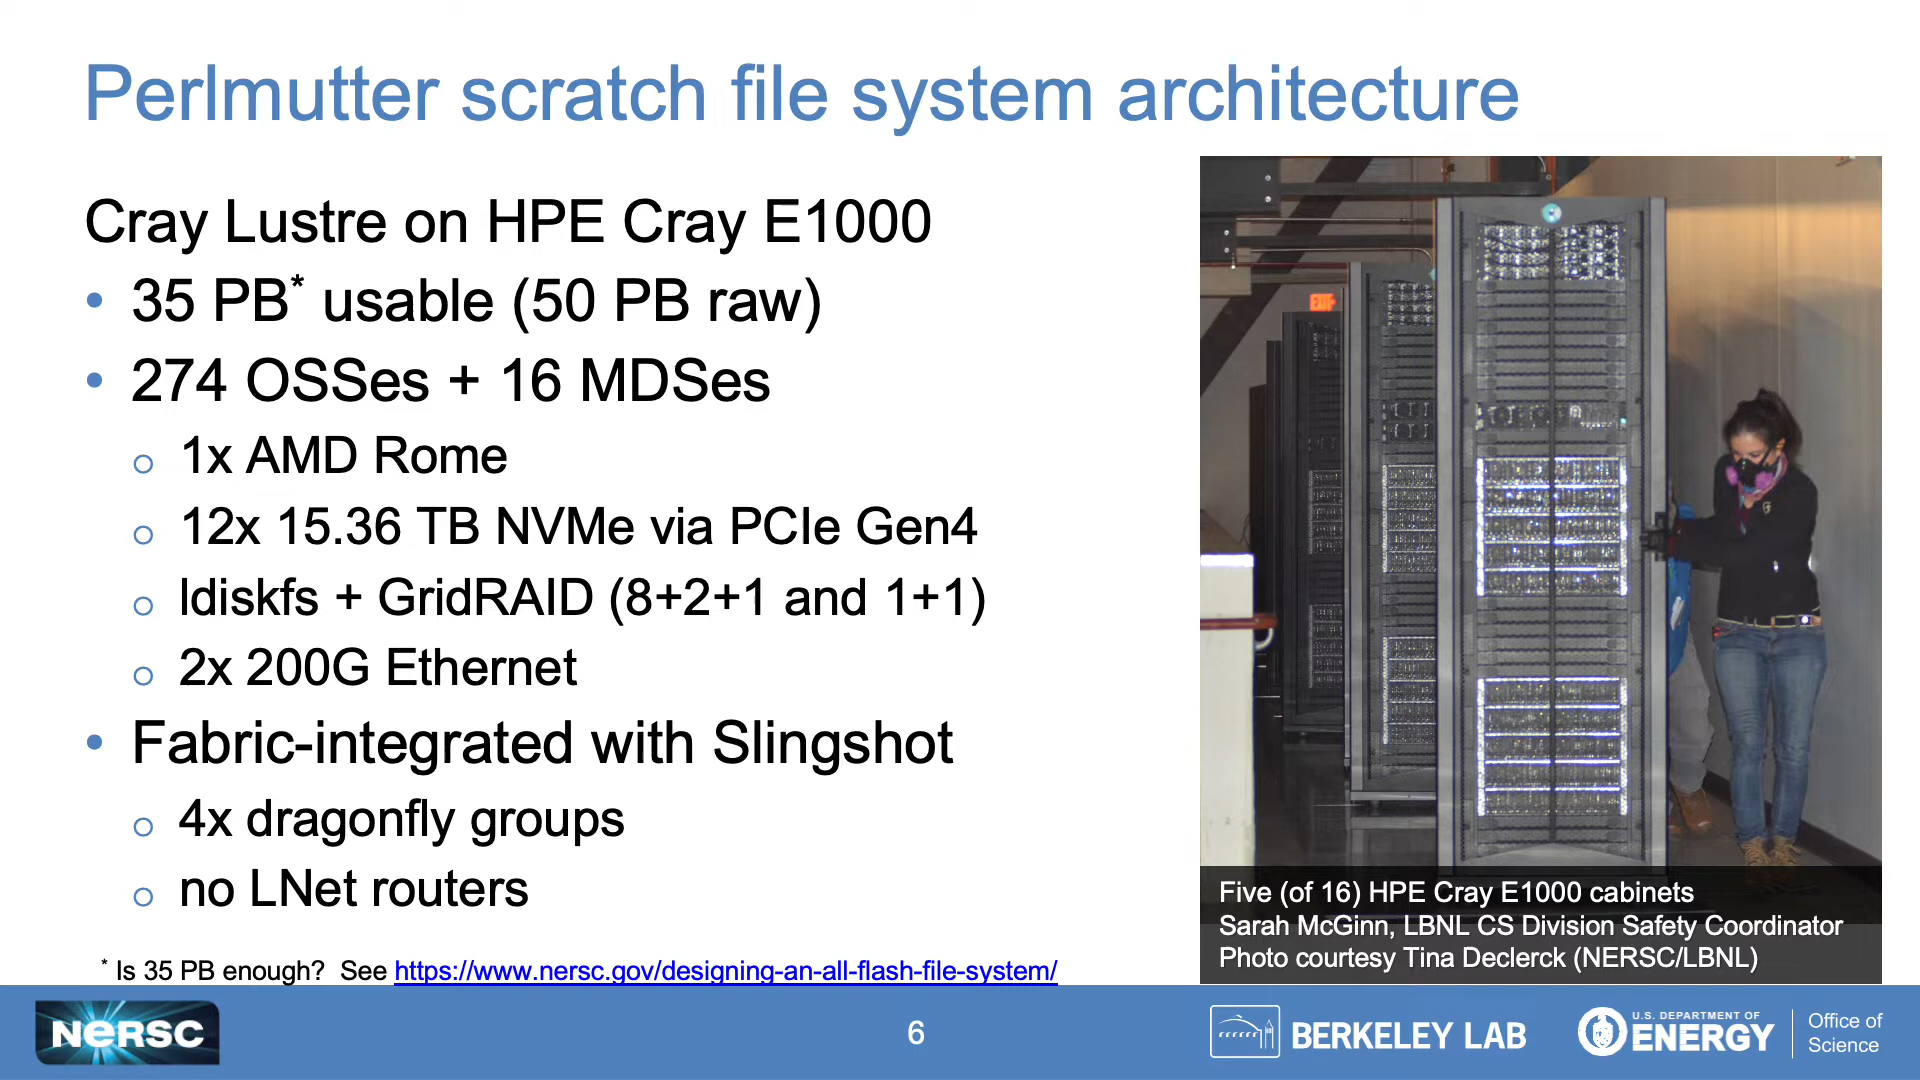 Perlmutter scratch file system architecture
Cray Lustre on HPE Cray E1000
• 35 PB* usable (50 PB raw)
• 274 OSSes + 16 MDSes
o 1x AMD Rome
o 12x 15.36 TB NVMe via PCIe Gen4
o ldiskfs + GridRAID (8+2+1 and 1+1)
o 2x 200G Ethernet
• Fabric-integrated with Slingshot
o 4x dragonfly groups
o no LNet routers
* Is 35 PB enough? See https://www.nersc.gov/designing-an-all-flash-file-system/
EXIT
Five (of 16) HPE Cray E1000 cabinets
Sarah McGinn, LBNL CS Division Safety Coordinator
Photo courtesy Tina Declerck (NERSC/LBNL)
NERSC
6
BERKELEY LAB
U.S. DEPARTMENT OF
ENERGY
Office of
Science